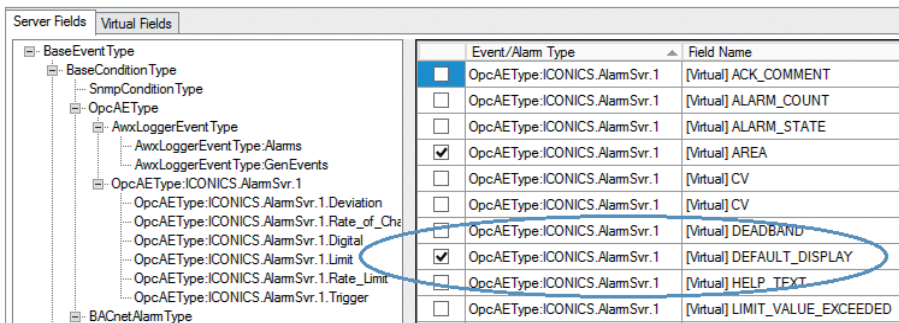 Server Fields Virtual Fields
BaseEventType
BaseConditionType
SnmpConditionType
OpcAEType
AwxLoggerEventType
AwxLoggerEventType:Alarms
AwxLoggerEventType:GenEvents
OpcAEType:ICONICS.AlarmSvr.1
OpcAEType:ICONICS.AlarmSvr.1.Deviation
OpcAEType:ICONICS.AlarmSvr.1.Rate_of_Cha
OpcAEType:ICONICS.AlarmSvr.1.Digital
OpcAEType:ICONICS.AlarmSvr.1.Limit
OpcAEType:ICONICS.AlarmSvr.1.Rate_Limit
OpcAEType:ICONICS.AlarmSvr.1.Trigger
BACnetAlarmType
Event/Alarm Type Field Name
OpcAEType:ICONICS.AlarmSvr.1 [Virtual] ACK_COMMENT
OpcAEType:ICONICS.AlarmSvr.1 [Virtual] ALARM_COUNT
OpcAEType:ICONICS.AlarmSvr.1 [Virtual] ALARM_STATE
OpcAEType:ICONICS.AlarmSvr.1 [Virtual] AREA
OpcAEType:ICONICS.AlarmSvr.1 [Virtual] CV
OpcAEType:ICONICS.AlarmSvr.1 [Virtual] CV
OpcAEType:ICONICS.AlarmSvr.1 [Virtual] DEADBAND
OpcAEType:ICONICS.AlarmSvr.1 [Virtual] DEFAULT_DISPLAY
OpcAEType:ICONICS.AlarmSvr.1 [Virtual] HELP_TEXT
OpcAEType:ICONICS.AlarmSvr.1 [Virtual] LIMIT_VALUE_EXCEEDED